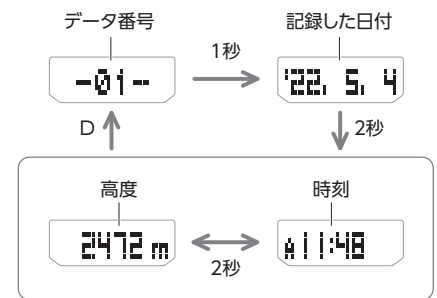 データ番号
記録した日付
-01--
1秒
'22. 5. 4
D
2秒
高度
時刻
2472 m
2秒
A11:48